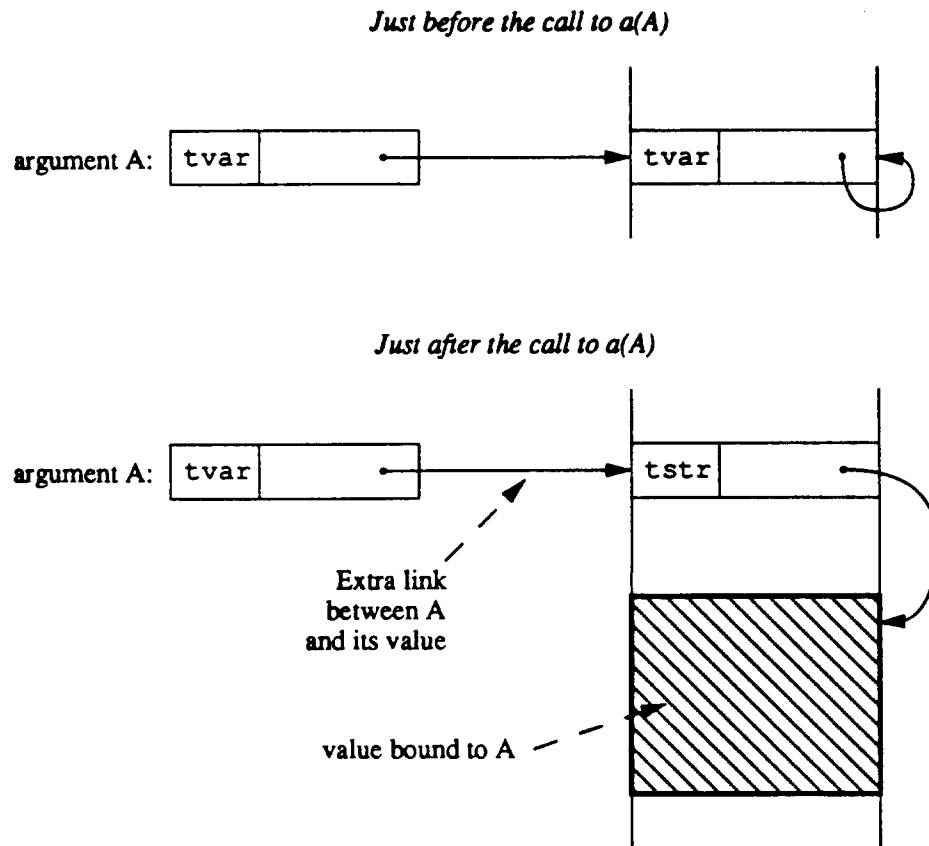 Just before the call to a(A)
argument A: tvar tvar
Just after the call to a(A)
argument A: tvar tstr
Extra link
between A
and its value
value bound to A